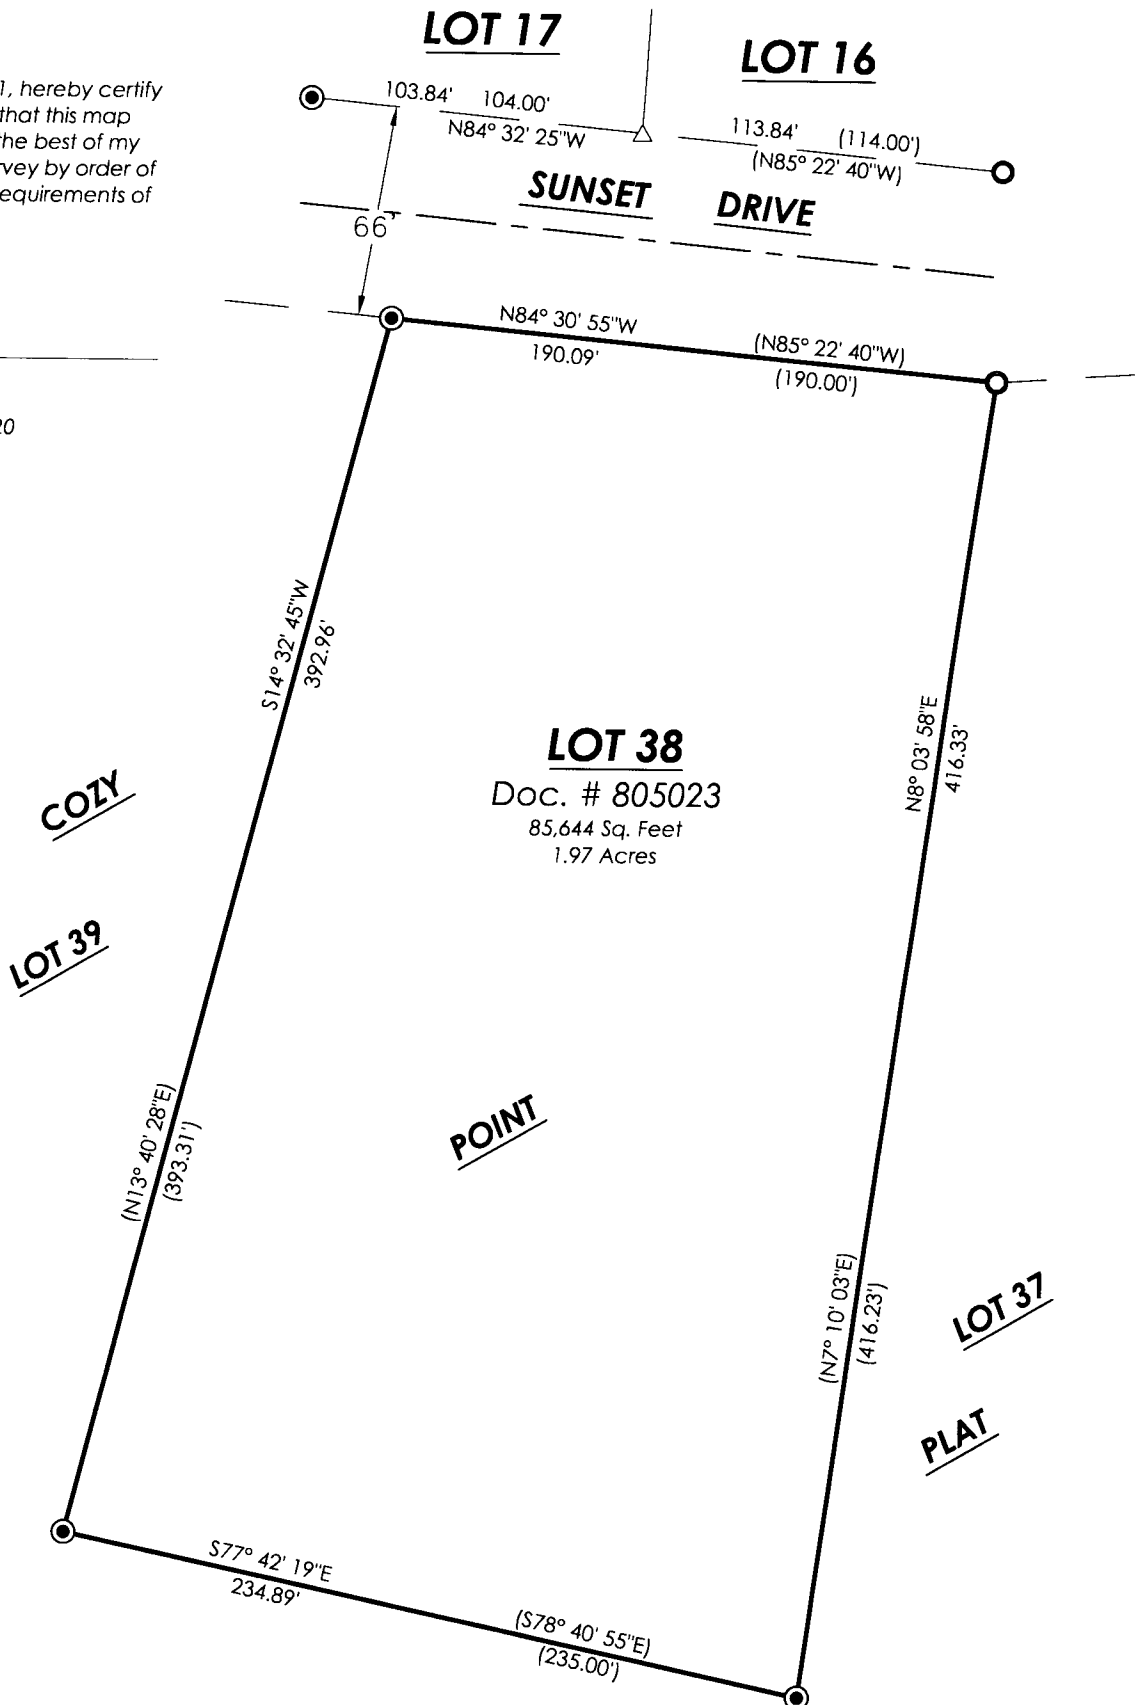 LOT 17
LOT 16
1, hereby certify
that this map
the best of my
vey by order of
equirements of
103.84' 104.00'
N84° 32' 25"W
113.84' (114.00')
(N85° 22' 40"W)
SUNSET DRIVE
66'
N84° 30' 55"W
190.09'
(N85° 22' 40"W)
(190.00')
20
S14° 32' 45"W
392.96'
N8° 03' 58"E
416.33'
LOT 38
Doc. # 805023
85,644 Sq. Feet
1.97 Acres
COZY
LOT 39
POINT
(N13° 40' 28"E)
(393.31')
(N7° 10' 03"E)
(416.23')
LOT 37
PLAT
S77° 42' 19"E
234.89'
(S78° 40' 55"E)
(235.00')